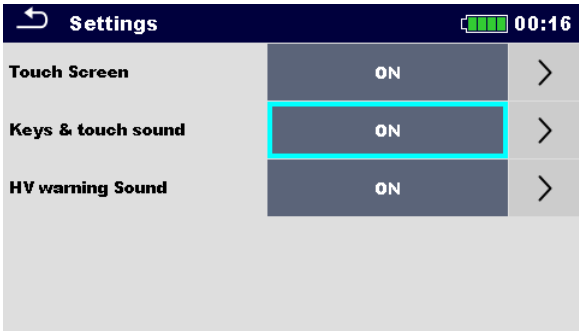 Settings 00:16
Touch Screen ON
Keys & touch sound ON
HV warning Sound ON